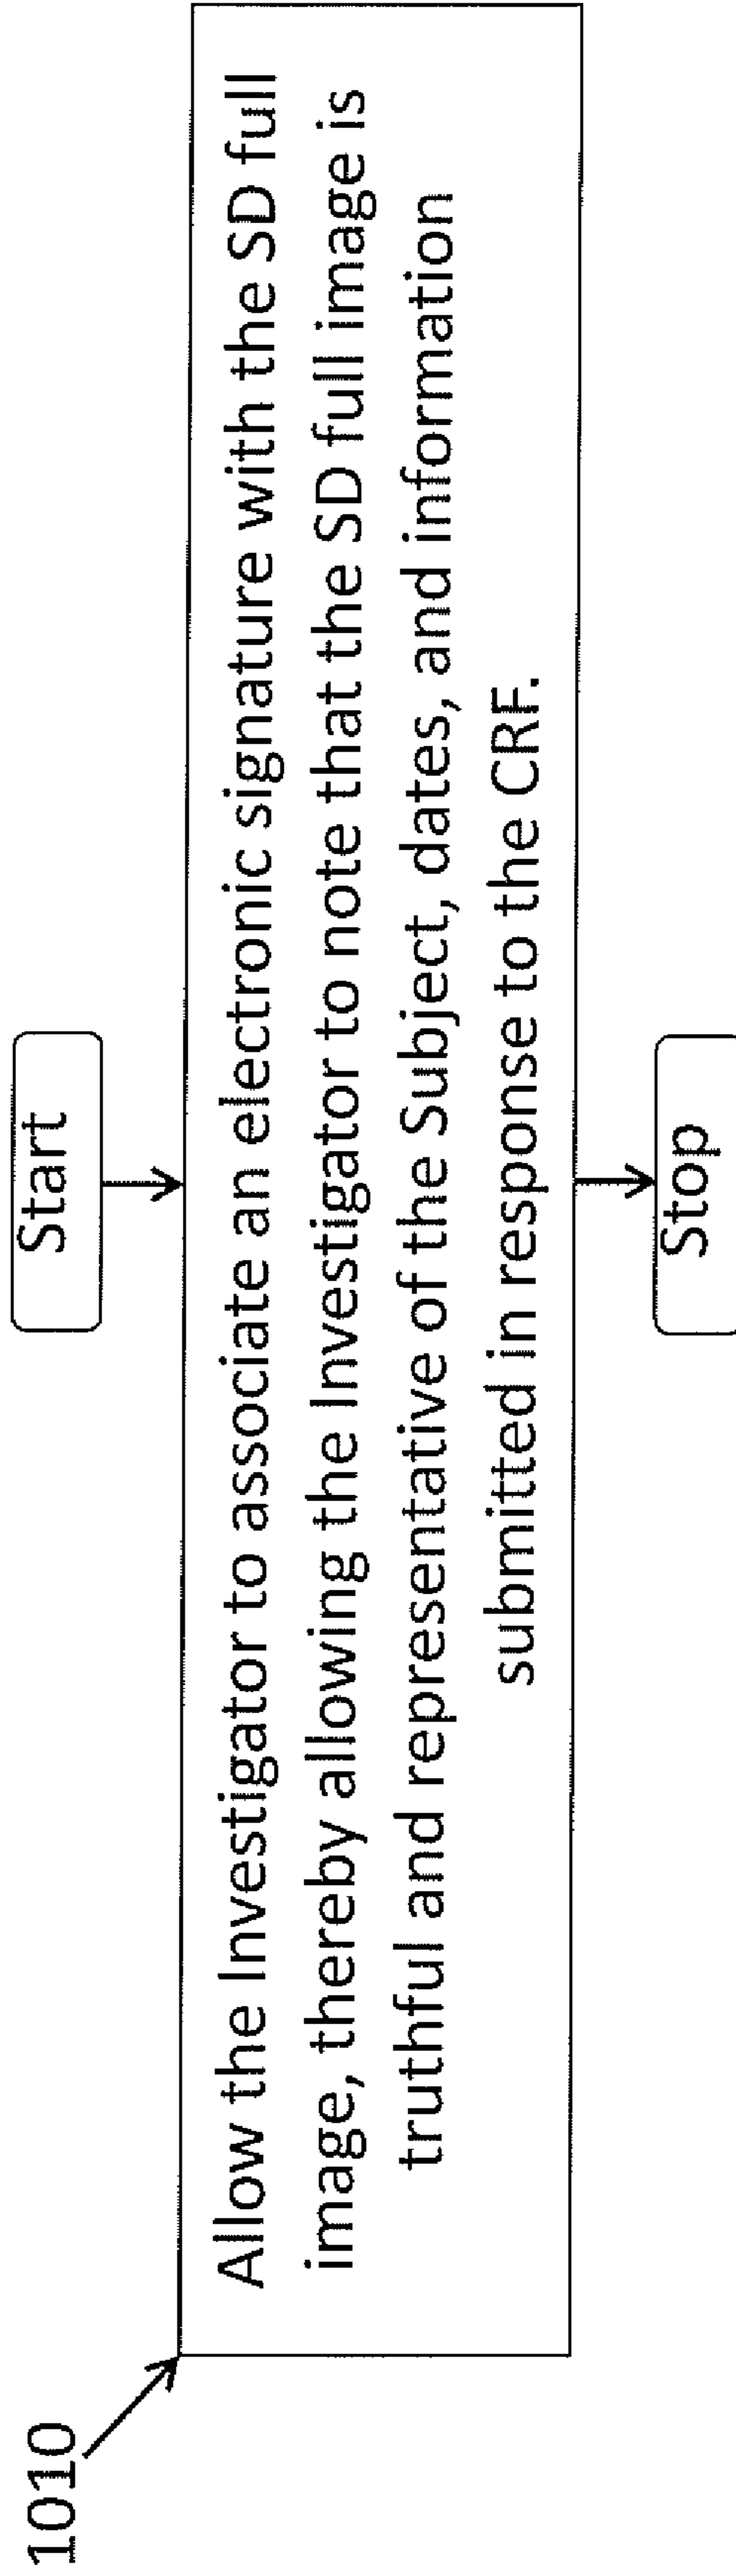 1010
Start
Allow the Investigator to associate an electronic signature with the SD full
image, thereby allowing the Investigator to note that the SD full image is
truthful and representative of the Subject, dates, and information
submitted in response to the CRF.
Stop